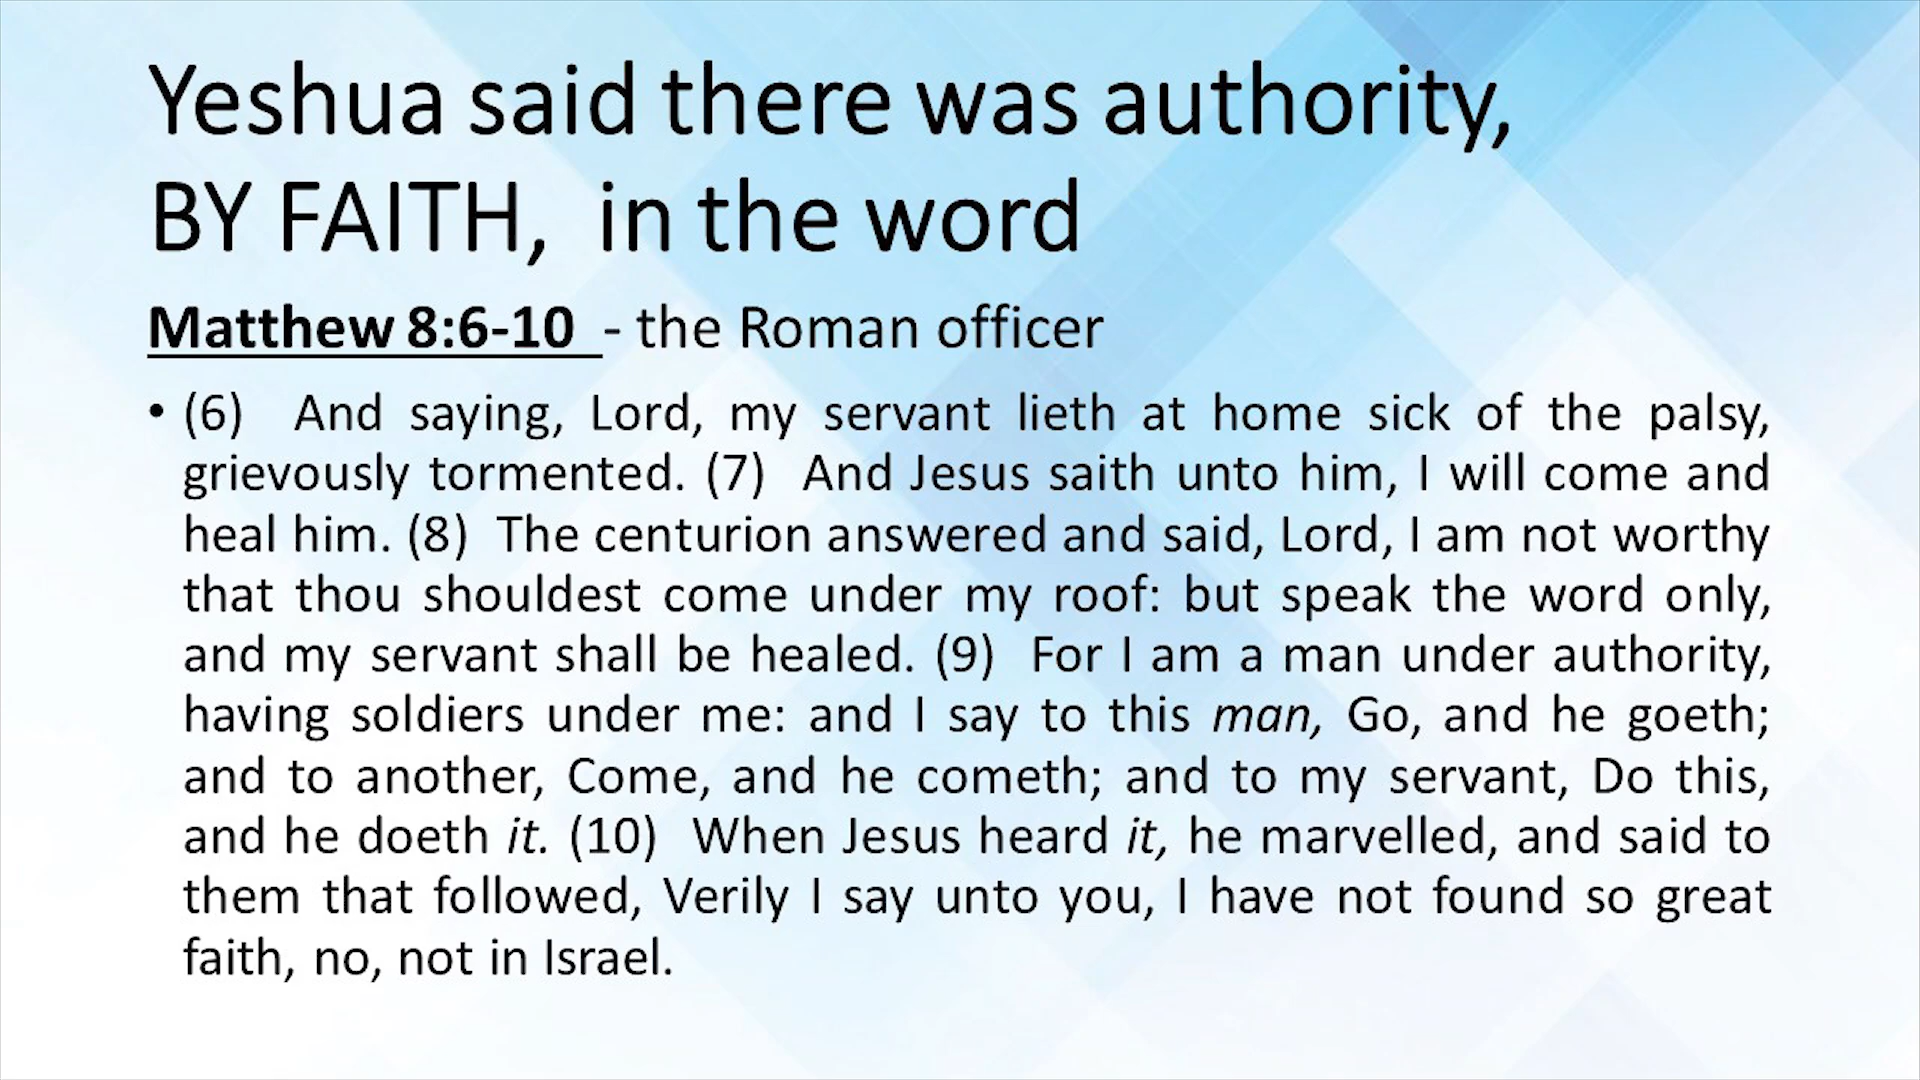 Yeshua said there was authority,
BY FAITH,  in the word
Matthew 8:6-10  - the Roman officer
• (6)  And saying, Lord, my servant lieth at home sick of the palsy,
grievously tormented. (7)  And Jesus saith unto him, I will come and
heal him. (8)  The centurion answered and said, Lord, I am not worthy
that thou shouldest come under my roof: but speak the word only,
and my servant shall be healed. (9)  For I am a man under authority,
having soldiers under me: and I say to this man, Go, and he goeth;
and to another, Come, and he cometh; and to my servant, Do this,
and he doeth it. (10)  When Jesus heard it, he marvelled, and said to
them that followed, Verily I say unto you, I have not found so great
faith, no, not in Israel.